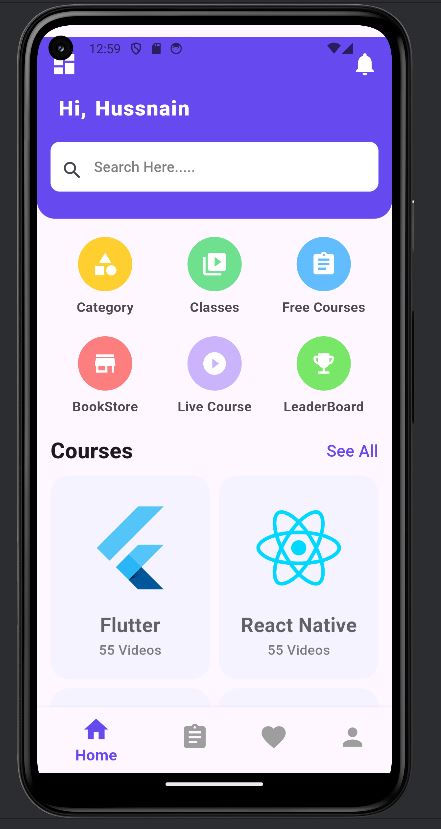 12:59
Hi, Hussnain
Search Here.....
Category Classes Free Courses
BookStore Live Course LeaderBoard
Courses See All
Flutter React Native
55 Videos 55 Videos
Home